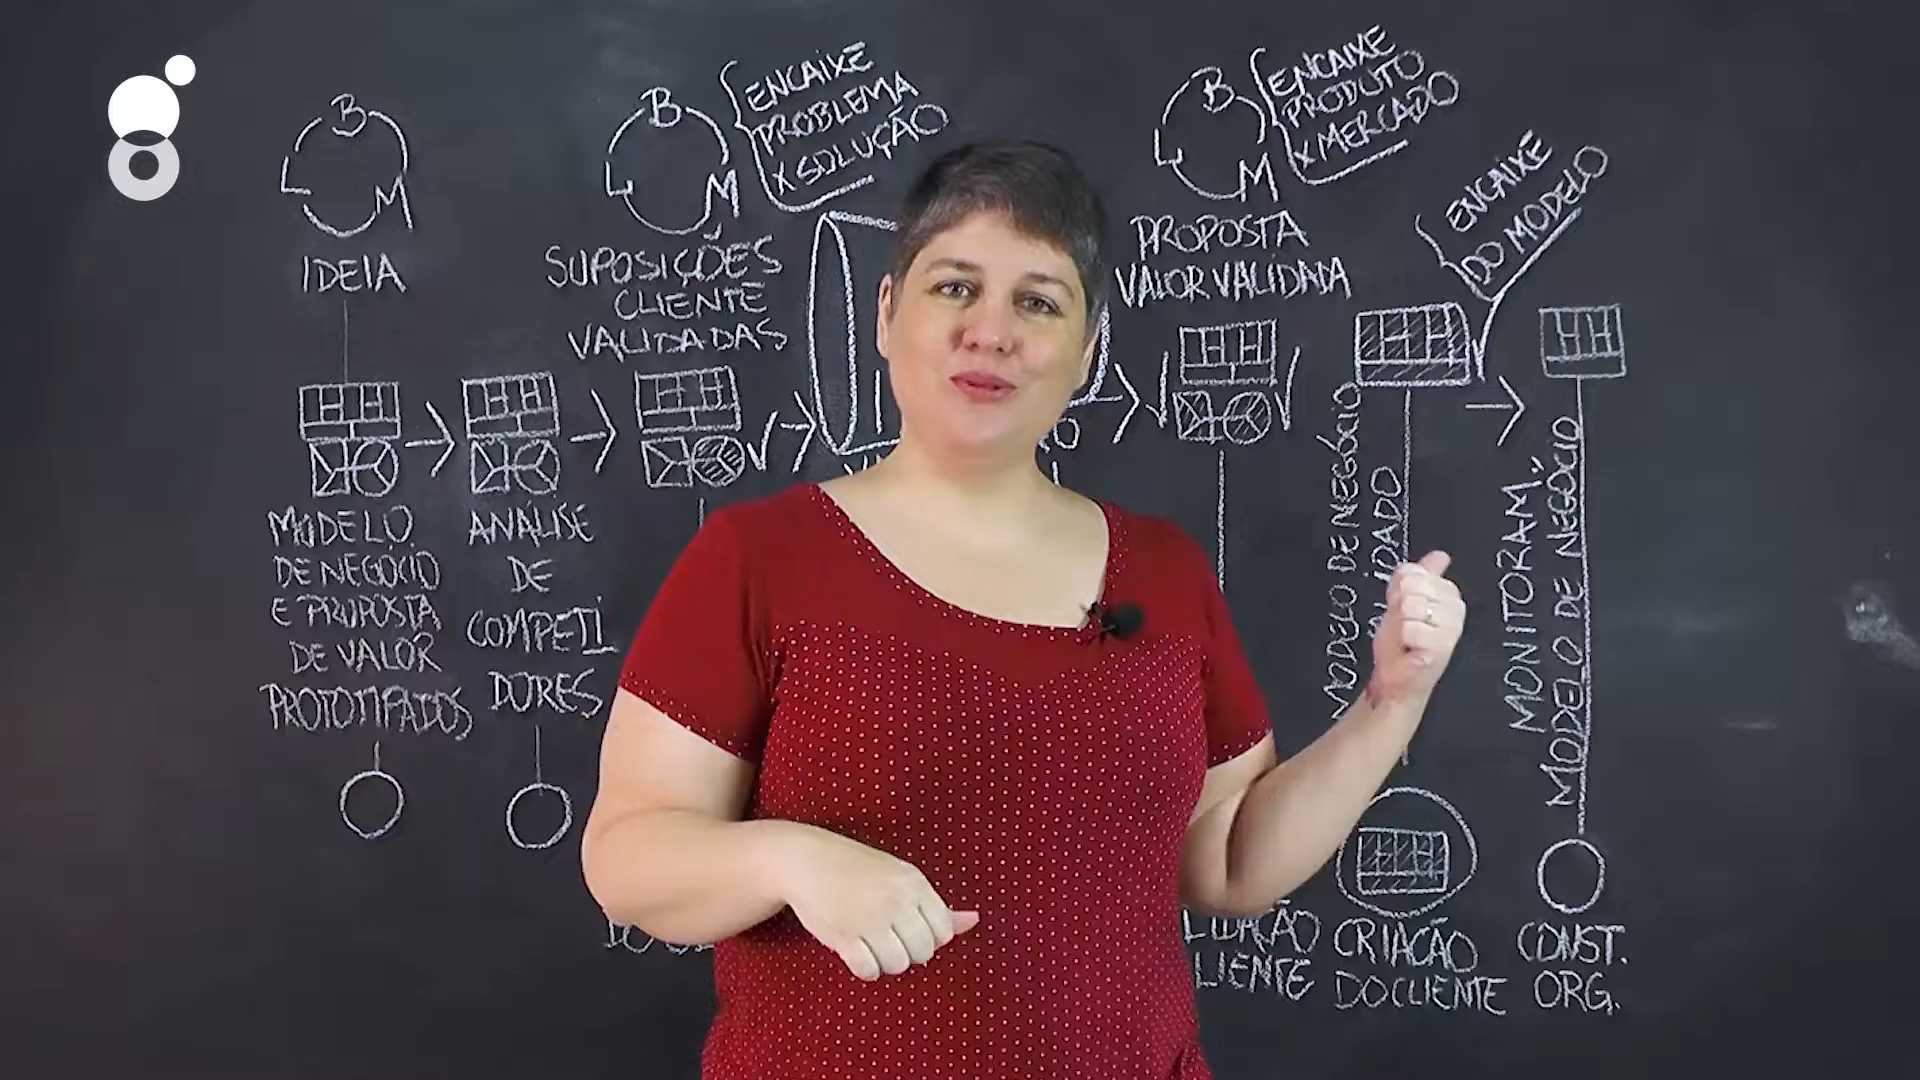 B
M
IDEIA
MODELO
DE NEGÓCIO
E PROPOSTA
DE VALOR
PROTOTIPADOS
ANÁLISE
DE
COMPETI
DORES
B
M
ENCAIXE
PROBLEMA
X SOLUÇÃO
SUPOSIÇÕES
CLIENTE
VALIDADAS
B
M
ENCAIXE
PRODUTO
X MERCADO
PROPOSTA
VALOR VALIDADA
ENCAIXE
DO MODELO
MODELO DE NEGÓCIO
MONITORAM.
MODELO DE NEGÓCIO
CRIAÇÃO
DO CLIENTE
CONST.
ORG.